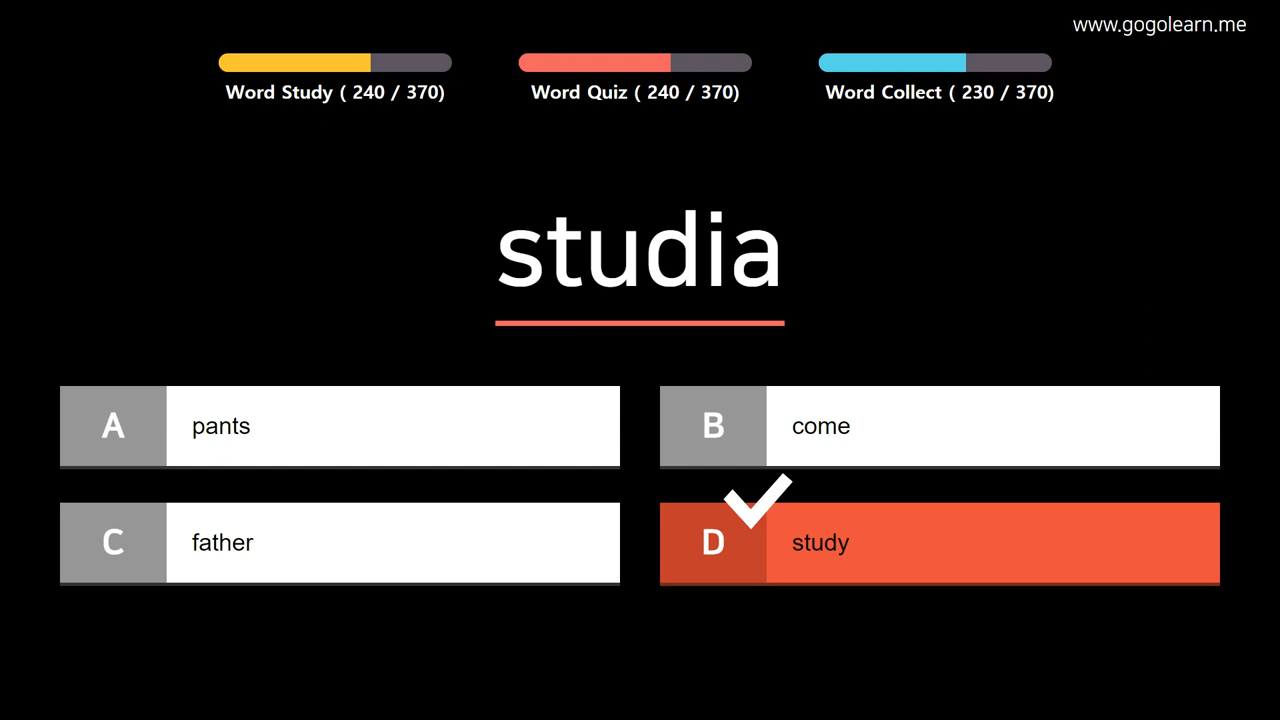 www.gogolearn.me
Word Study ( 240 / 370)
Word Quiz ( 240 / 370)
Word Collect ( 230 / 370)
studia
A pants
B come
C father
D study